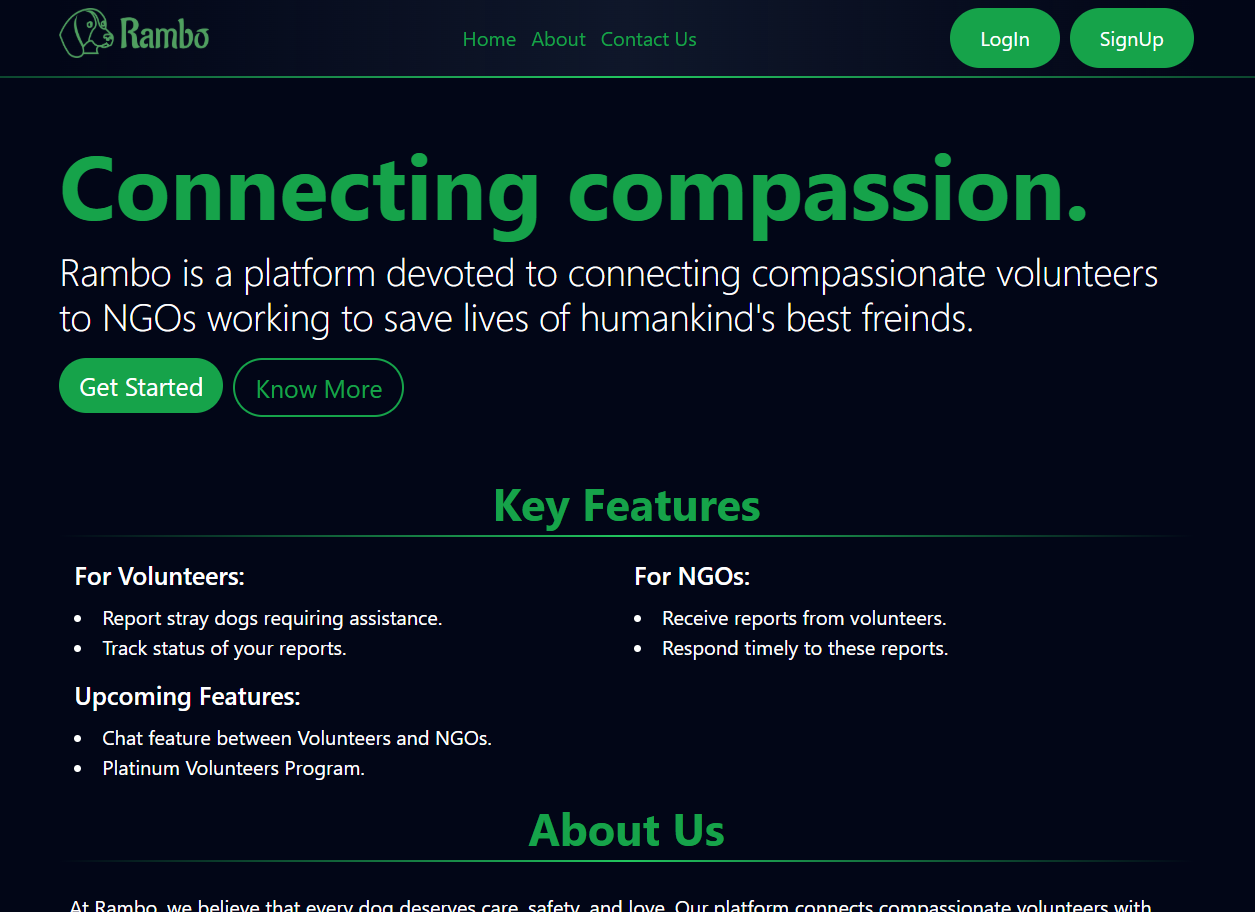 Rambo
Home About Contact Us
LogIn
SignUp
Connecting compassion.
Rambo is a platform devoted to connecting compassionate volunteers
to NGOs working to save lives of humankind's best freinds.
Get Started
Know More
Key Features
For Volunteers:
Report stray dogs requiring assistance.
Track status of your reports.
For NGOs:
Receive reports from volunteers.
Respond timely to these reports.
Upcoming Features:
Chat feature between Volunteers and NGOs.
Platinum Volunteers Program.
About Us
At Rambo, we believe that every dog deserves care, safety, and love. Our platform connects compassionate volunteers with